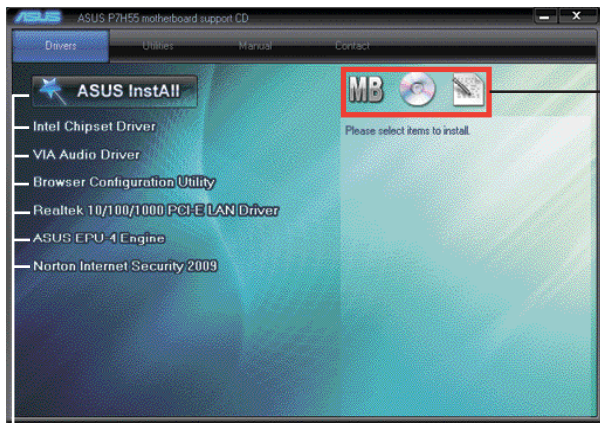 ASUS ASUS P7H55 motherboard support CD
Drivers Utilities Manual Contact
ASUS InstAll
MB
Please select items to install.
Intel Chipset Driver
VIA Audio Driver
Browser Configuration Utility
Realtek 10/100/1000 PCI-E LAN Driver
ASUS EPU-4 Engine
Norton Internet Security 2009